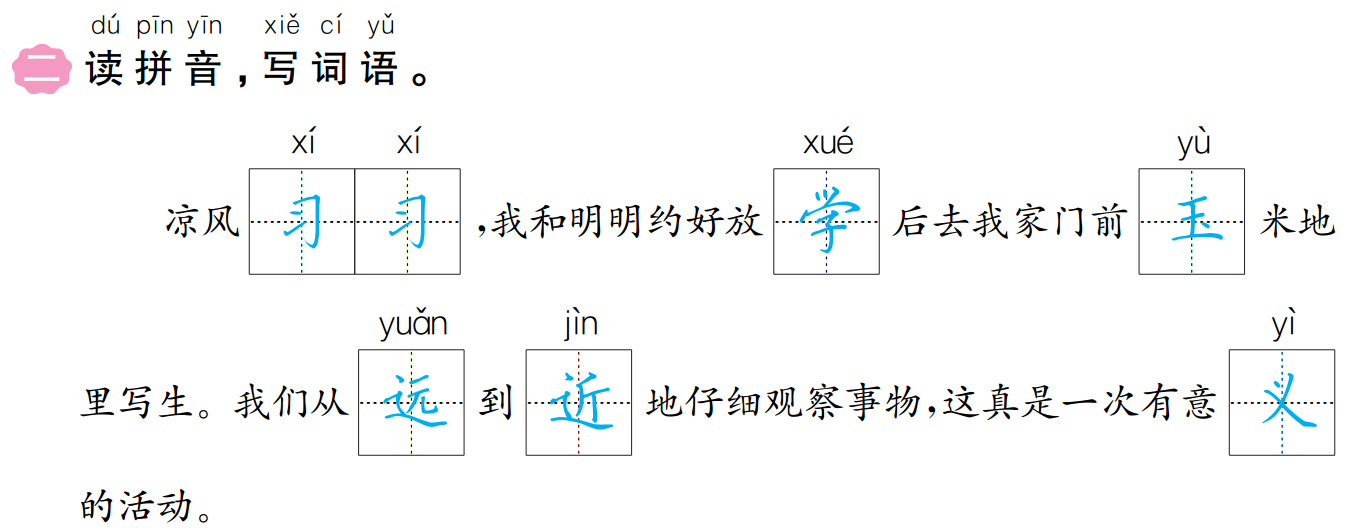 dú pīn yīn xiě cí yǔ
二 读拼音，写词语。
xí xí xué yù
凉风习习，我和明明约好放学后去我家门前玉米地
yuǎn jìn yì
里写生。我们从远到近地仔细观察事物，这真是一次有意义
的活动。